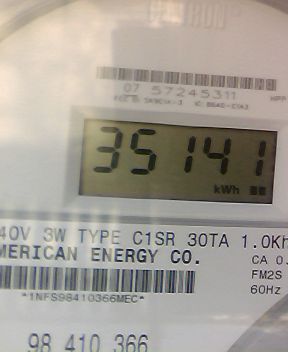 TRON
07 57245311
35141
kWh
40V 3W TYPE C1SR 30TA 1.0Kh
MERICAN ENERGY CO.
CA 0.
FM2S
60Hz
*1NFS98410366MEC*
98 410 366